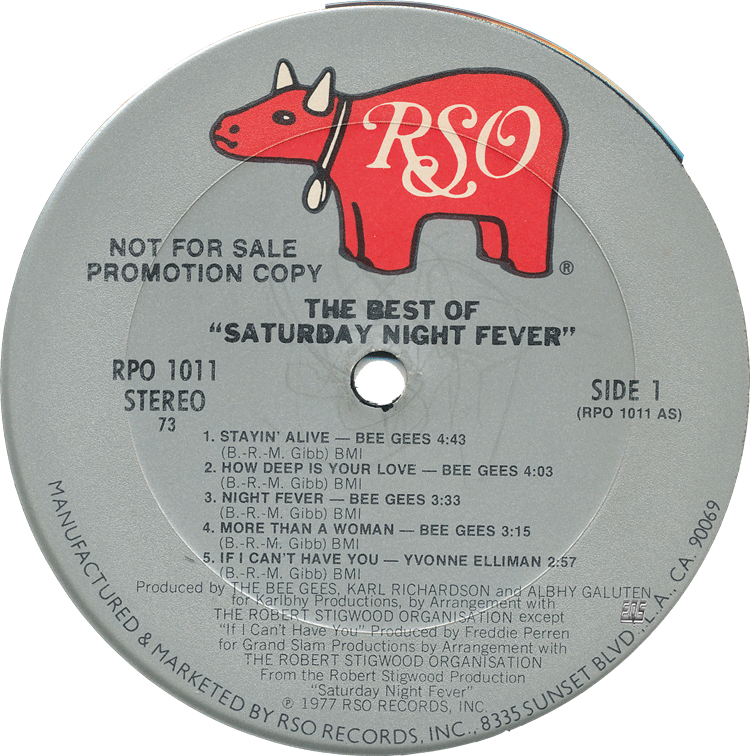 RSO
®
NOT FOR SALE
PROMOTION COPY
THE BEST OF
“SATURDAY NIGHT FEVER”
RPO 1011
STEREO
73
SIDE 1
(RPO 1011 AS)
1. STAYIN' ALIVE — BEE GEES 4:43
(B.-R.-M. Gibb) BMI
2. HOW DEEP IS YOUR LOVE — BEE GEES 4:03
(B.-R.-M. Gibb) BMI
3. NIGHT FEVER — BEE GEES 3:33
(B.-R.-M. Gibb) BMI
4. MORE THAN A WOMAN — BEE GEES 3:15
(B.-R.-M. Gibb) BMI
5. IF I CAN'T HAVE YOU — YVONNE ELLIMAN 2:57
(B.-R.-M. Gibb) BMI
Produced by THE BEE GEES, KARL RICHARDSON and ALBHY GALUTEN
for Karlbhy Productions, by Arrangement with
THE ROBERT STIGWOOD ORGANISATION except
"If I Can't Have You" Produced by Freddie Perren
for Grand Slam Productions by Arrangement with
THE ROBERT STIGWOOD ORGANISATION
From the Robert Stigwood Production
"Saturday Night Fever"
℗ 1977 RSO RECORDS, INC.
MANUFACTURED & MARKETED BY RSO RECORDS, INC., 8335 SUNSET BLVD., L.A., CA. 90069